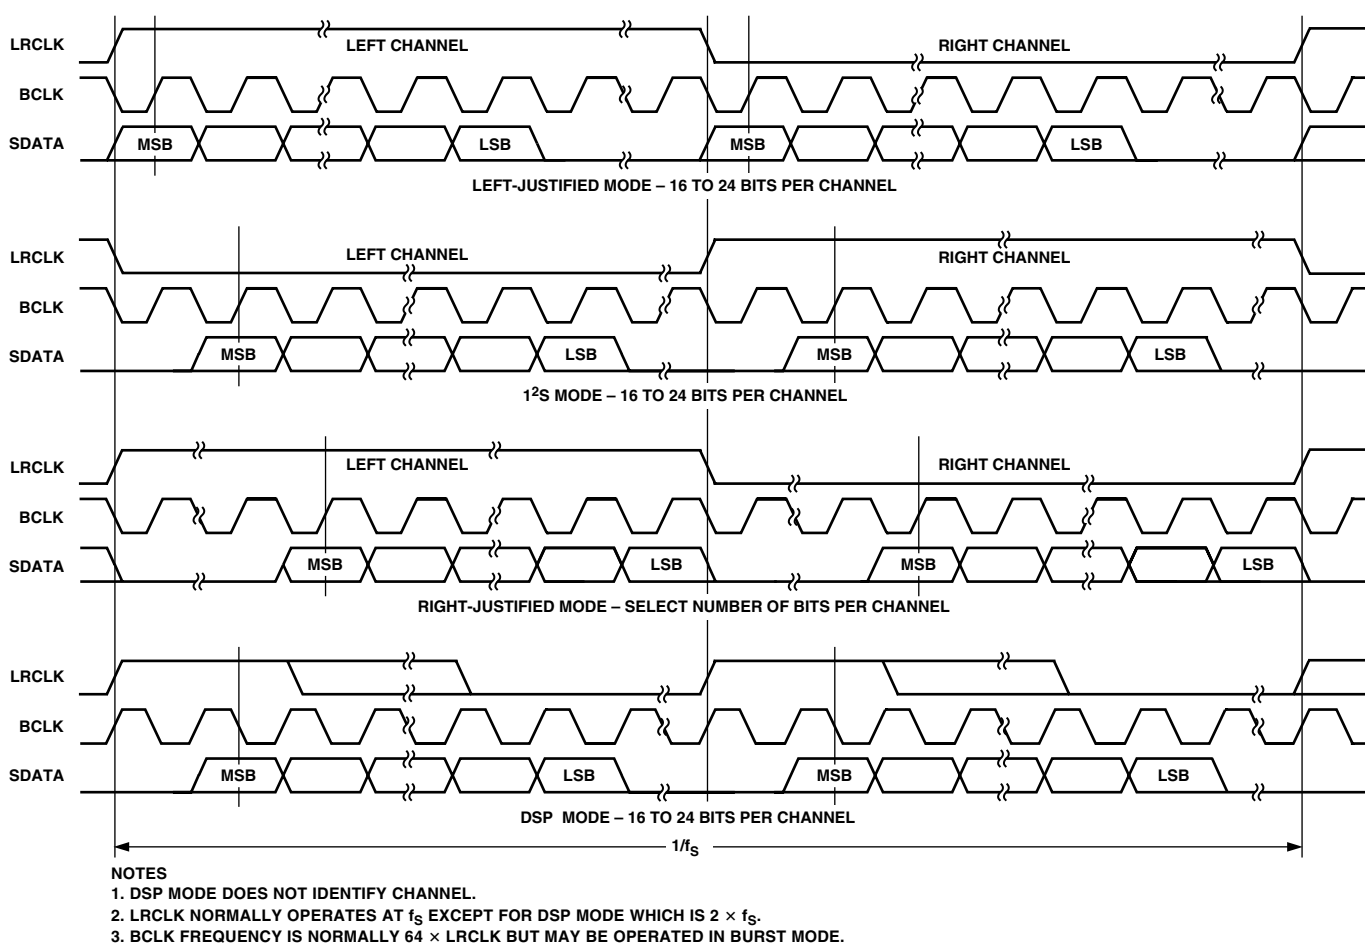 LRCLK LEFT CHANNEL RIGHT CHANNEL
BCLK
SDATA MSB LSB MSB LSB
LEFT-JUSTIFIED MODE – 16 TO 24 BITS PER CHANNEL
LRCLK LEFT CHANNEL RIGHT CHANNEL
BCLK
SDATA MSB LSB MSB LSB
1²S MODE – 16 TO 24 BITS PER CHANNEL
LRCLK LEFT CHANNEL RIGHT CHANNEL
BCLK
SDATA MSB LSB MSB LSB
RIGHT-JUSTIFIED MODE – SELECT NUMBER OF BITS PER CHANNEL
LRCLK
BCLK
SDATA MSB LSB MSB LSB
DSP MODE – 16 TO 24 BITS PER CHANNEL
1/fS
NOTES
1. DSP MODE DOES NOT IDENTIFY CHANNEL.
2. LRCLK NORMALLY OPERATES AT fS EXCEPT FOR DSP MODE WHICH IS 2 × fS.
3. BCLK FREQUENCY IS NORMALLY 64 × LRCLK BUT MAY BE OPERATED IN BURST MODE.